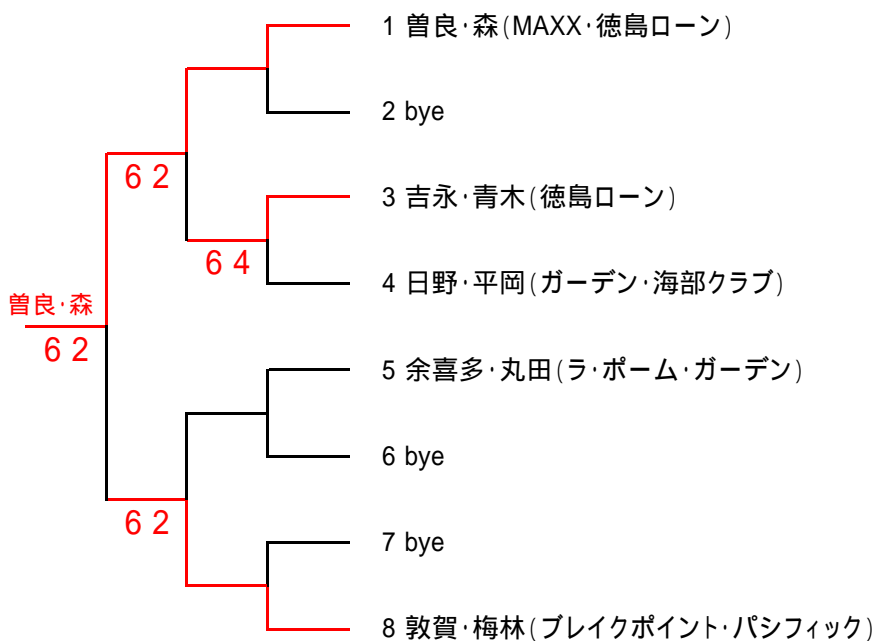 1 曽良・森(MAXX・徳島ローン)
2 bye
6 2
3 吉永・青木(徳島ローン)
6 4
4 日野・平岡(ガーデン・海部クラブ)
曽良・森
6 2
5 余喜多・丸田(ラ・ポーム・ガーデン)
6 bye
6 2
7 bye
8 敦賀・梅林(ブレイクポイント・パシフィック)